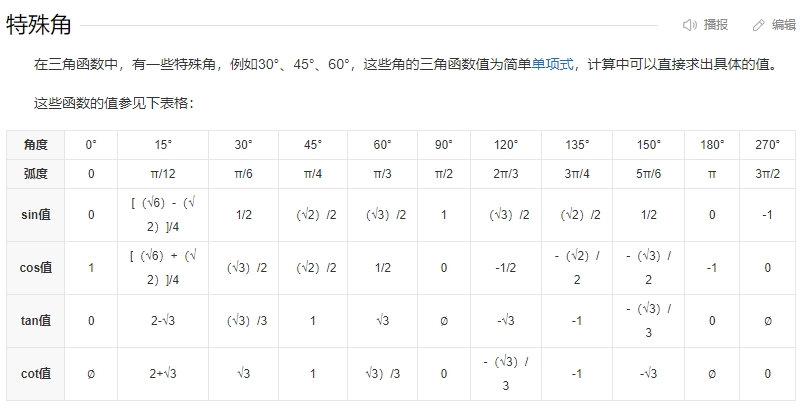 特殊角 播报 编辑
在三角函数中，有一些特殊角，例如30°、45°、60°，这些角的三角函数值为简单单项式，计算中可以直接求出具体的值。
这些函数的值参见下表格：
角度 0° 15° 30° 45° 60° 90° 120° 135° 150° 180° 270°
弧度 0 π/12 π/6 π/4 π/3 π/2 2π/3 3π/4 5π/6 π 3π/2
sin值 0 [（√6）-（√2）]/4 1/2 （√2）/2 （√3）/2 1 （√3）/2 （√2）/2 1/2 0 -1
cos值 1 [（√6）+（√2）]/4 （√3）/2 （√2）/2 1/2 0 -1/2 -（√2）/2 -（√3）/2 -1 0
tan值 0 2-√3 （√3）/3 1 √3 ∅ -√3 -1 -（√3）/3 0 ∅
cot值 ∅ 2+√3 √3 1 √3）/3 0 -（√3）/3 -1 -√3 ∅ 0